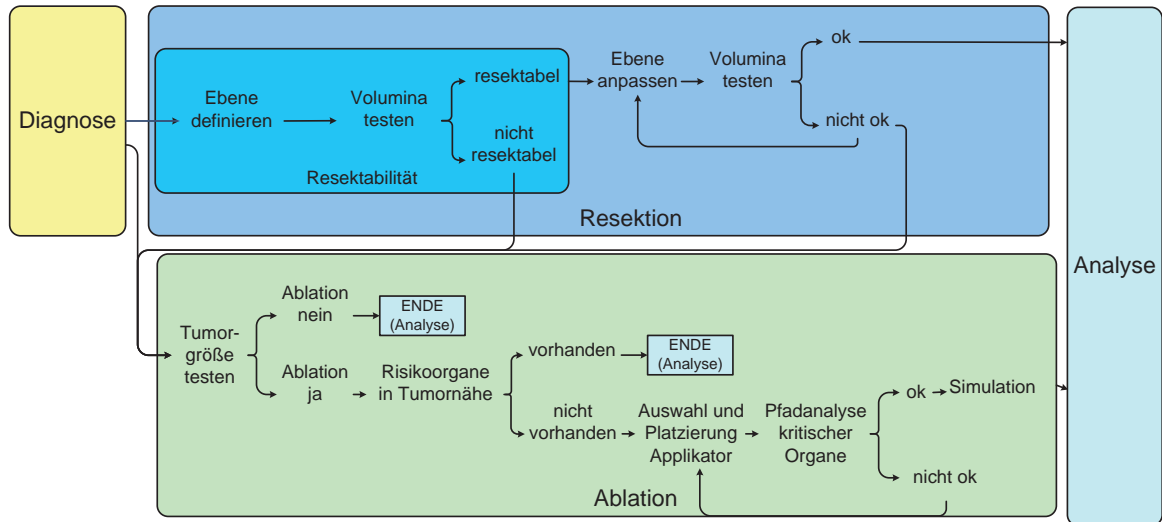 Diagnose
Ebene
definieren
Volumina
testen
resektabel
nicht
resektabel
Resektabilität
Ebene
anpassen
Volumina
testen
ok
nicht ok
Resektion
Analyse
Tumor-
größe
testen
Ablation
nein
ENDE
(Analyse)
Ablation
ja
Risikoorgane
in Tumornähe
vorhanden
ENDE
(Analyse)
nicht
vorhanden
Auswahl und
Platzierung
Applikator
Pfadanalyse
kritischer
Organe
ok
Simulation
nicht ok
Ablation